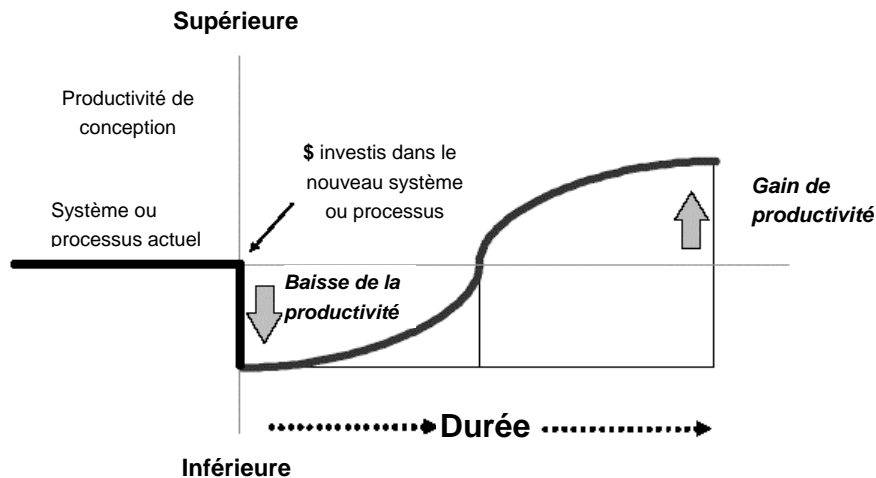 Supérieure
Productivité de
conception
$ investis dans le
nouveau système
ou processus
Gain de
productivité
Système ou
processus actuel
Baisse de la
productivité
Durée
Inférieure